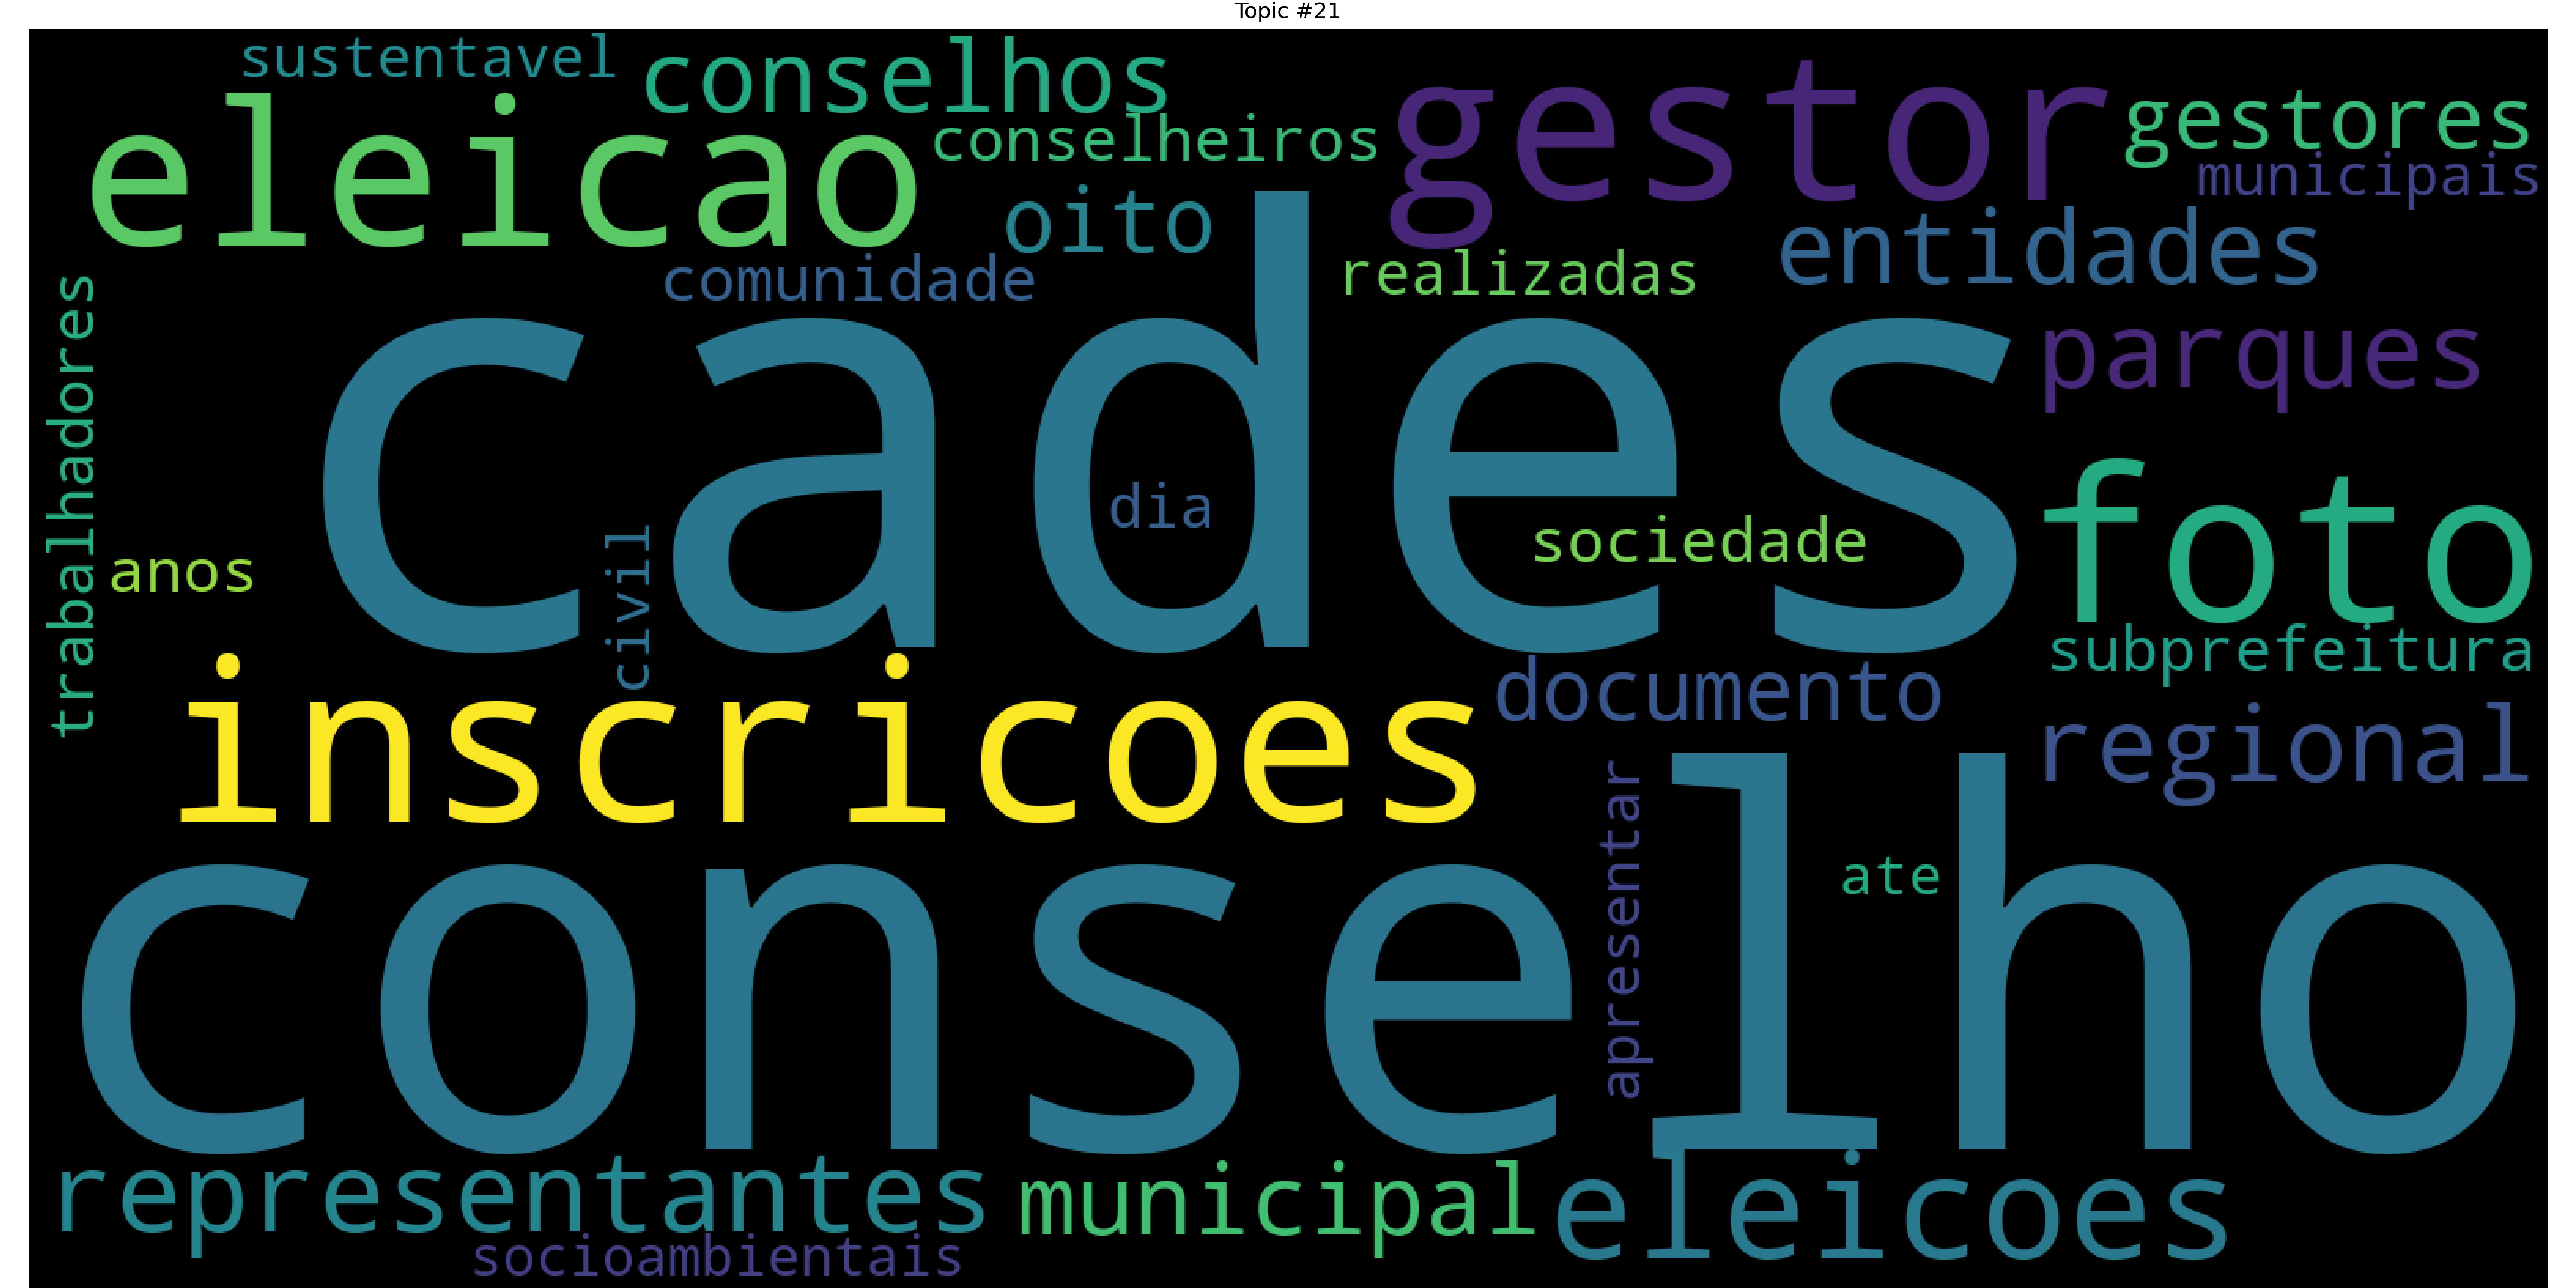 Topic #21
sustentavel
conselhos
eleicao
conselheiros
gestor
gestores
municipais
oito
entidades
comunidade
realizadas
trabalhadores
cades
parques
dia
foto
sociedade
anos
civil
subprefeitura
inscricoes
documento
regional
apresentar
ate
conselho
representantes
municipal
eleicoes
socioambientais